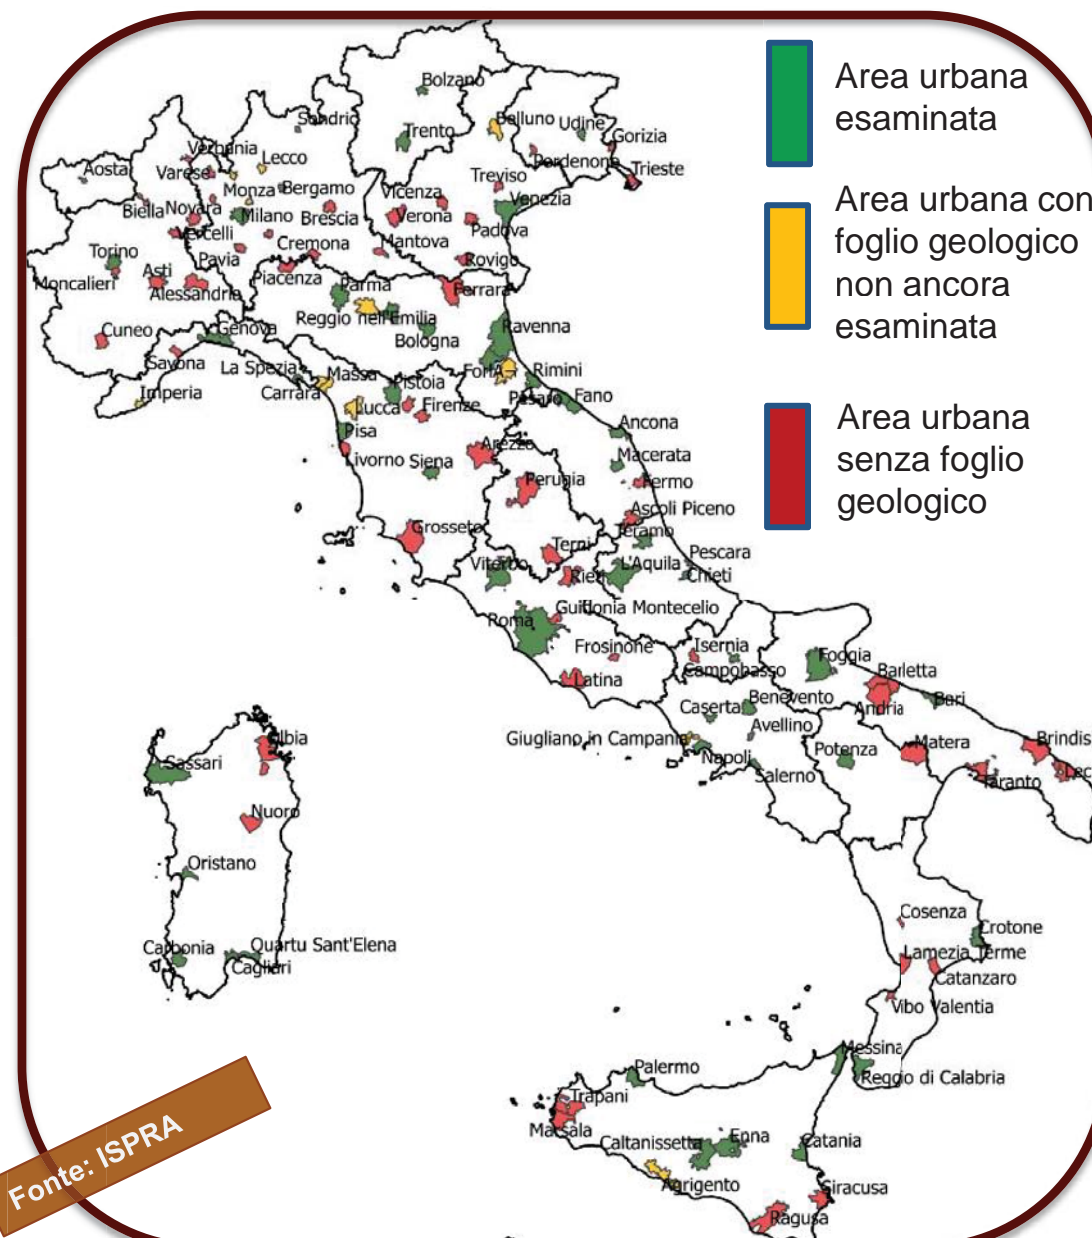 Area urbana
esaminata
Area urbana con
foglio geologico
non ancora
esaminata
Area urbana
senza foglio
geologico
Bolzano
Sondrio
Trento
Belluno
Udine
Gorizia
Pordenone
Trieste
Aosta
Verbania
Lecco
Varese
Treviso
Monza
Bergamo
Vicenza
Venezia
Biella
Novara
Milano
Brescia
Verona
Padova
Vercelli
Torino
Cremona
Mantova
Pavia
Rovigo
Moncalieri
Asti
Piacenza
Alessandria
Parma
Ferrara
Reggio nell'Emilia
Ravenna
Cuneo
Genova
Bologna
Savona
La Spezia
Massa
Rimini
Imperia
Carrara
Pistoia
Pesaro
Fano
Lucca
Firenze
Pisa
Ancona
Arezzo
Livorno
Siena
Macerata
Perugia
Fermo
Ascoli Piceno
Grosseto
Teramo
Terni
Pescara
Viterbo
Rieti
L'Aquila
Chieti
Guidonia Montecelio
Roma
Frosinone
Isernia
Foggia
Campobasso
Barletta
Latina
Benevento
Andria
Bari
Caserta
Avellino
Giugliano in Campania
Napoli
Potenza
Matera
Brindis
Salerno
Taranto
Lec
Olbia
Sassari
Nuoro
Oristano
Carbonia
Quartu Sant'Elena
Cagliari
Cosenza
Crotone
Lamezia Terme
Catanzaro
Vibo Valentia
Messina
Reggio di Calabria
Palermo
Trapani
Marsala
Caltanissetta
Enna
Catania
Agrigento
Siracusa
Ragusa
Fonte: ISPRA